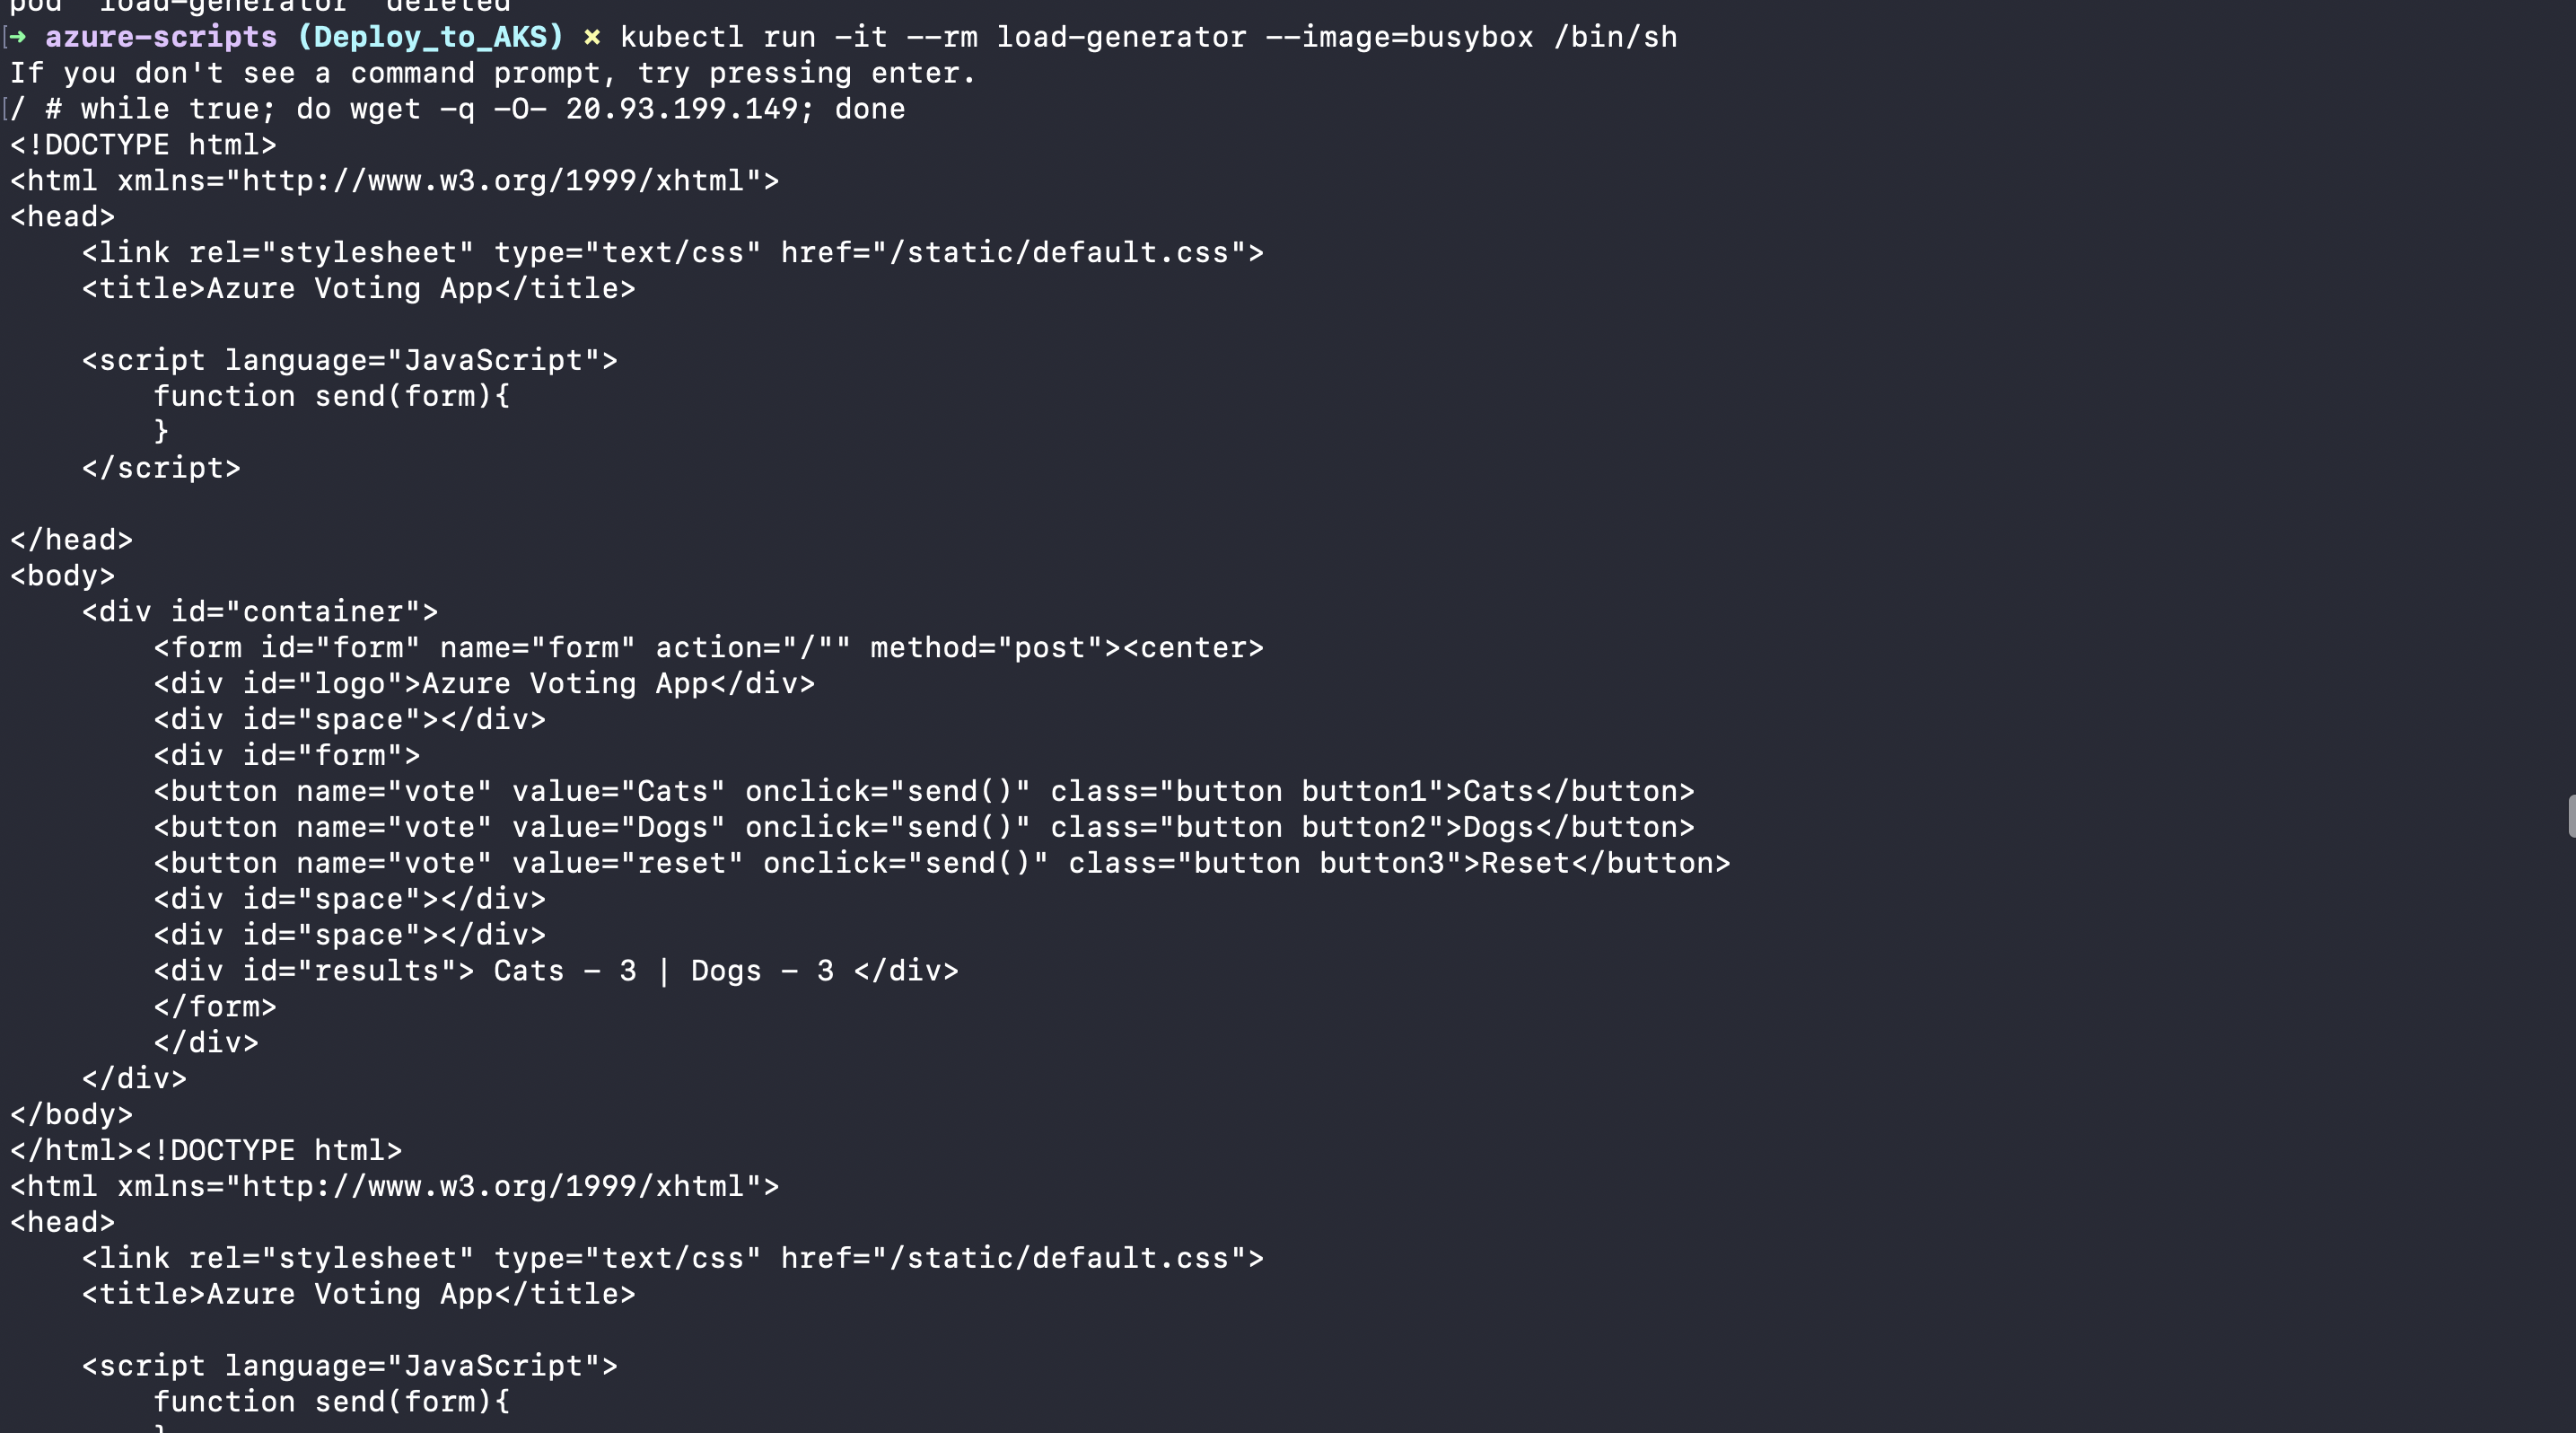 pod "load-generator" deleted
[➜ azure-scripts (Deploy_to_AKS) ✗ kubectl run -it --rm load-generator --image=busybox /bin/sh
If you don't see a command prompt, try pressing enter.
[/ # while true; do wget -q -O- 20.93.199.149; done
<!DOCTYPE html>
<html xmlns="http://www.w3.org/1999/xhtml">
<head>
    <link rel="stylesheet" type="text/css" href="/static/default.css">
    <title>Azure Voting App</title>

    <script language="JavaScript">
        function send(form){
        }
    </script>

</head>
<body>
    <div id="container">
        <form id="form" name="form" action="/"" method="post"><center>
        <div id="logo">Azure Voting App</div>
        <div id="space"></div>
        <div id="form">
        <button name="vote" value="Cats" onclick="send()" class="button button1">Cats</button>
        <button name="vote" value="Dogs" onclick="send()" class="button button2">Dogs</button>
        <button name="vote" value="reset" onclick="send()" class="button button3">Reset</button>
        <div id="space"></div>
        <div id="space"></div>
        <div id="results"> Cats - 3 | Dogs - 3 </div>
        </form>
        </div>
    </div>
</body>
</html><!DOCTYPE html>
<html xmlns="http://www.w3.org/1999/xhtml">
<head>
    <link rel="stylesheet" type="text/css" href="/static/default.css">
    <title>Azure Voting App</title>

    <script language="JavaScript">
        function send(form){
        }